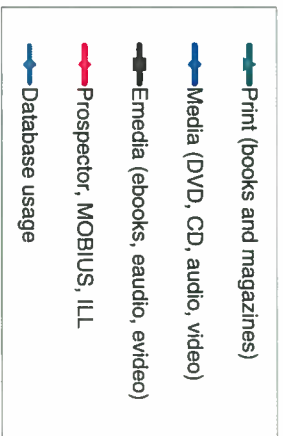 Print (books and magazines)
Media (DVD, CD, audio, video)
Emedia (ebooks, eaudio, evideo)
Prospector, MOBIUS, ILL
Database usage